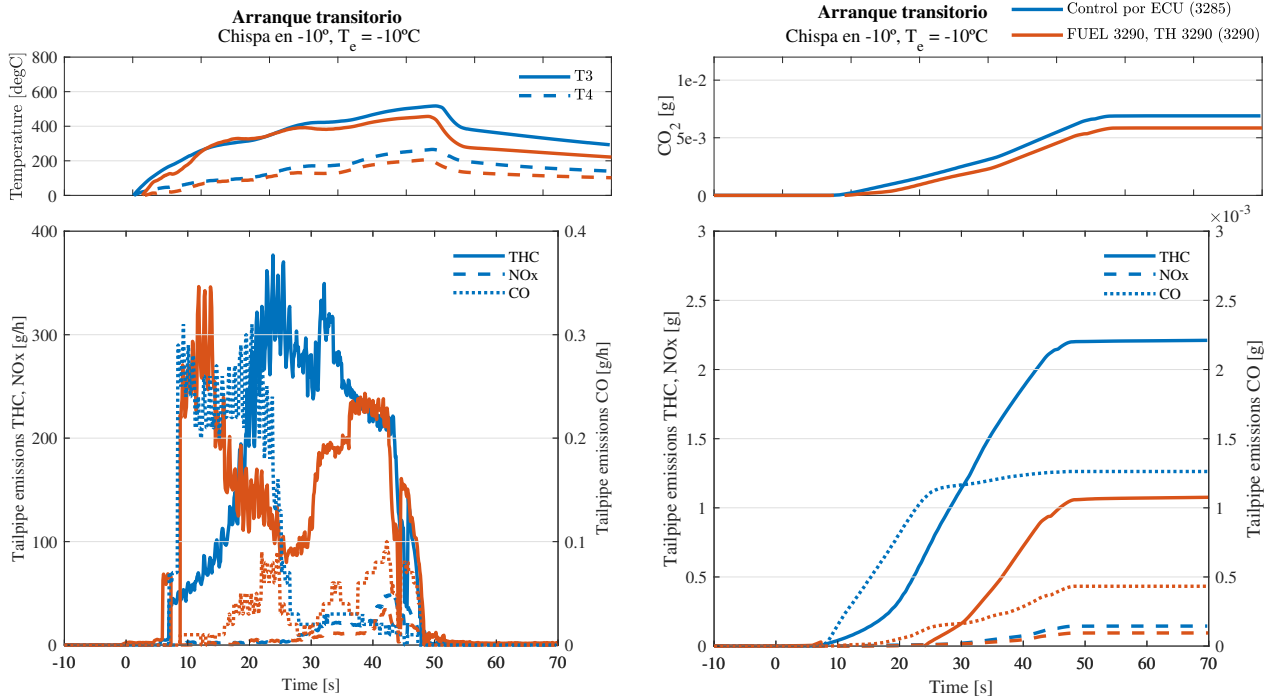 Arranque transitorio
Chispa en -10º, T_e = -10ºC
Temperature [degC]
800
600
400
200
0
T3
T4
Tailpipe emissions THC, NOx [g/h]
400
300
200
100
0
THC
NOx
CO
0.4
0.3
0.2
0.1
0
Tailpipe emissions CO [g/h]
-10 0 10 20 30 40 50 60 70
Time [s]
Arranque transitorio
Chispa en -10º, T_e = -10ºC
Control por ECU (3285)
FUEL 3290, TH 3290 (3290)
CO_2 [g]
1e-2
5e-3
0
Tailpipe emissions THC, NOx [g]
3
2.5
2
1.5
1
0.5
0
THC
NOx
CO
×10^-3
3
2.5
2
1.5
1
0.5
0
Tailpipe emissions CO [g]
-10 0 10 20 30 40 50 60 70
Time [s]